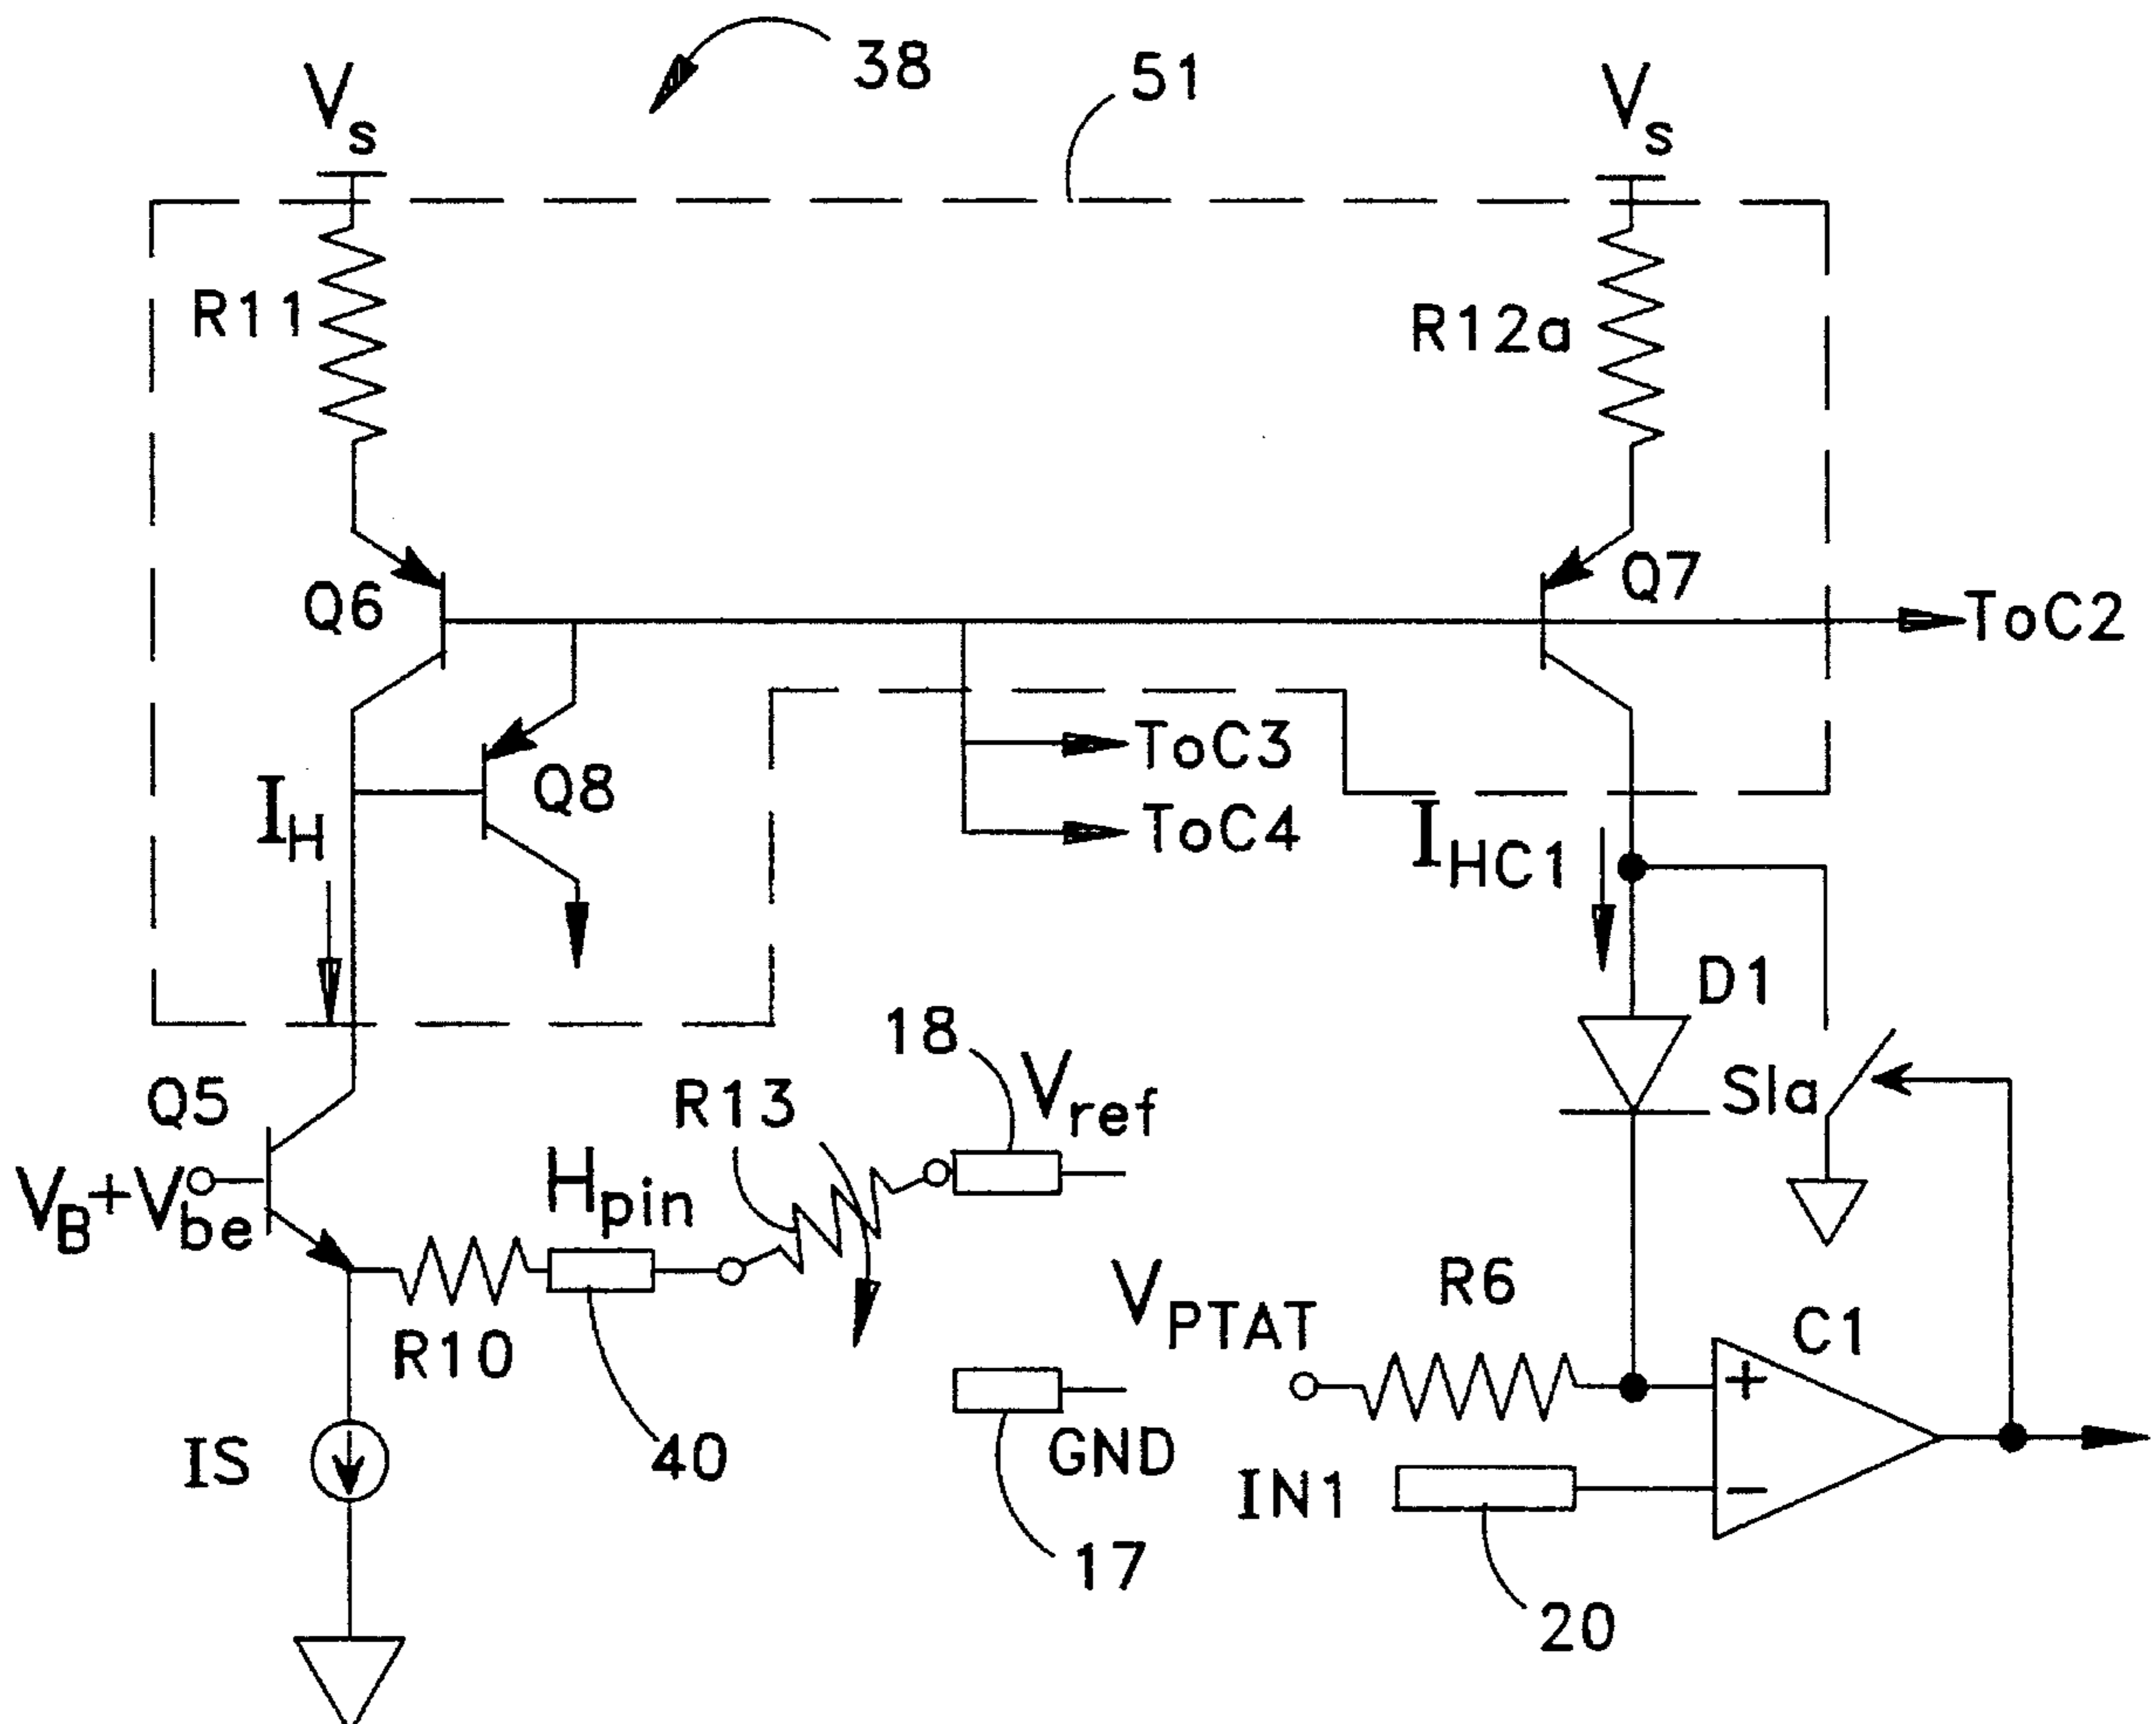 38
51
Vs
Vs
R11
R12a
Q6
Q7
ToC2
Q8
ToC3
ToC4
IH
IHC1
D1
18
Vref
Q5
R13
S1a
VB+Vbe
Hpin
VPTAT
R6
C1
R10
+
IS
40
GND
IN1
−
17
20